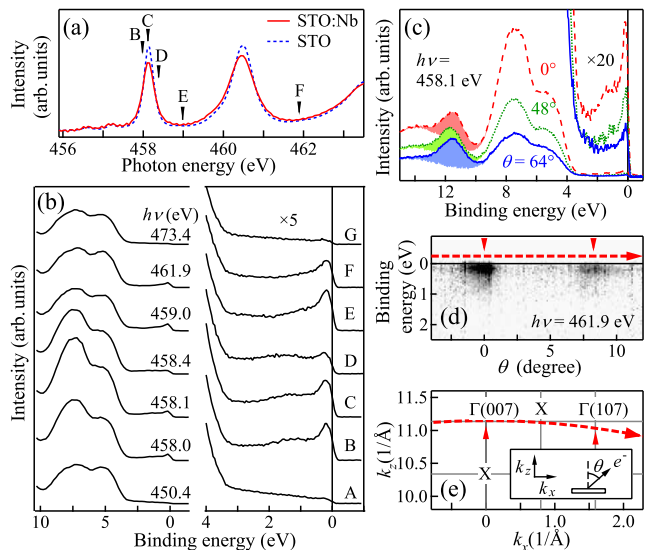 (a)
STO:Nb
STO
B
C
D
E
F
Intensity
(arb. units)
456
458
460
462
Photon energy (eV)
(b)
hν(eV)
×5
473.4
G
461.9
F
459.0
E
458.4
D
458.1
C
458.0
B
450.4
A
Intensity (arb. units)
10
5
0
4
2
0
Binding energy (eV)
(c)
hν =
458.1 eV
0°
48°
θ = 64°
×20
Intensity
(arb. units)
12
8
4
0
Binding energy (eV)
Binding
energy (eV)
0
1
2
(d)
hν = 461.9 eV
0
5
10
θ (degree)
11.5
11.0
10.5
10.0
kz(1/Å)
Γ(007)
X
Γ(107)
X
(e)
kz
kx
θ
e-
0
1.0
2.0
kx(1/Å)